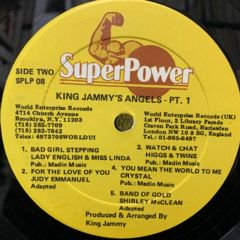 SuperPower
SIDE TWO
SPLP 08
KING JAMMY'S ANGELS - PT. 1
World Enterprise Records
4714 Church Avenue
Brooklyn, N.Y. 11203
718) 282-7709
718) 282-7842
Telex: 4973708WORLDUI
World Enterprise Records (UK)
1st Floor, 2 Library Parade
Craven Park Road, Harlesden
London NW 10 8 SG, England
Tel.: 01-965-6497
1. BAD GIRL STEPPING
LADY ENGLISH & MISS LINDA
Pub.: Madin Music
2. FOR THE LOVE OF YOU
JUDY EMMANUEL
Adapted
3. WATCH & CHAT
HIGGS & TWINS
Pub.: Madin Music
4. YOU MEAN THE WORLD TO ME
CRYSTAL
Pub.: Madin Music
5. BAND OF GOLD
SHIRLEY McCLEAN
Adapted
Produced & Arranged By
King Jammy